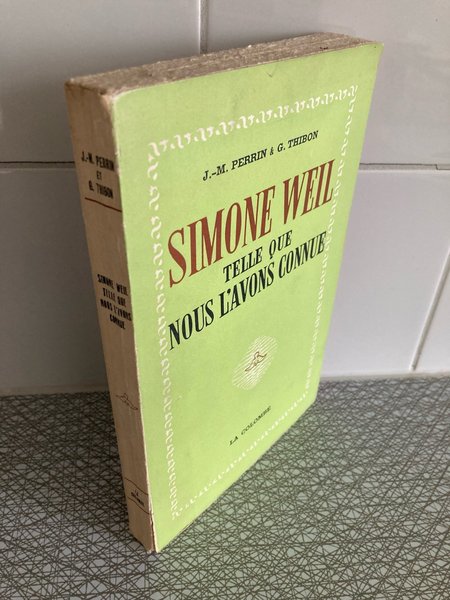 J.-M. PERRIN & G. THIBON
SIMONE WEIL
TELLE QUE
NOUS L'AVONS CONNUE
LA COLOMBE
J.-M. PERRIN
ET
G. THIBON
SIMONE WEIL
TELLE QUE
NOUS L'AVONS
CONNUE